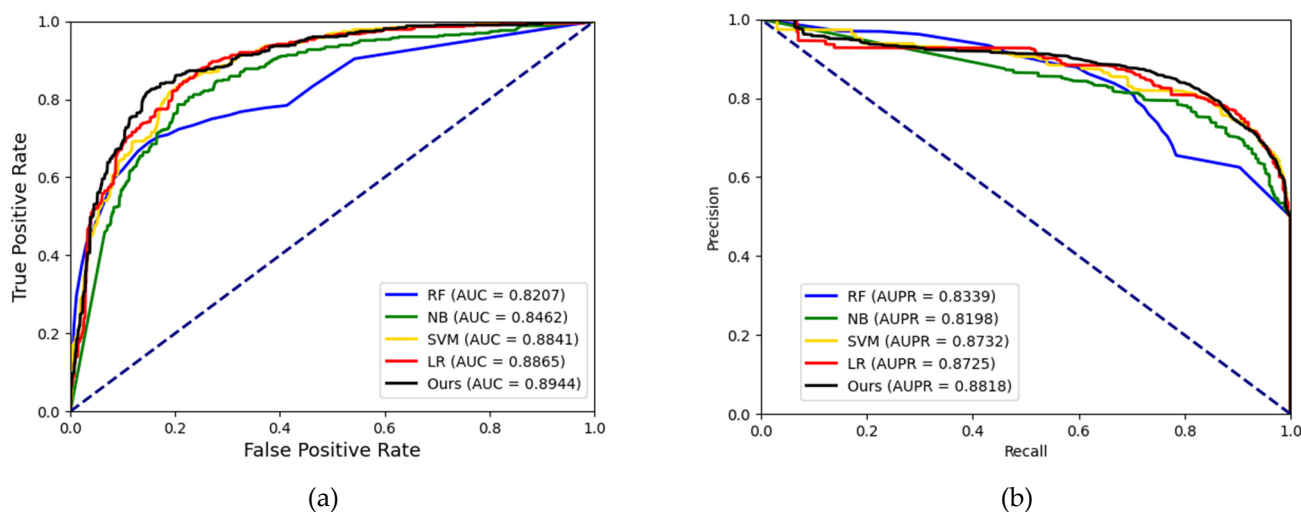 1.0
0.8
0.6
0.4
0.2
0.0
True Positive Rate
0.0 0.2 0.4 0.6 0.8 1.0
False Positive Rate
RF (AUC = 0.8207)
NB (AUC = 0.8462)
SVM (AUC = 0.8841)
LR (AUC = 0.8865)
Ours (AUC = 0.8944)
(a)
1.0
0.8
0.6
0.4
0.2
0.0
Precision
0.0 0.2 0.4 0.6 0.8 1.0
Recall
RF (AUPR = 0.8339)
NB (AUPR = 0.8198)
SVM (AUPR = 0.8732)
LR (AUPR = 0.8725)
Ours (AUPR = 0.8818)
(b)